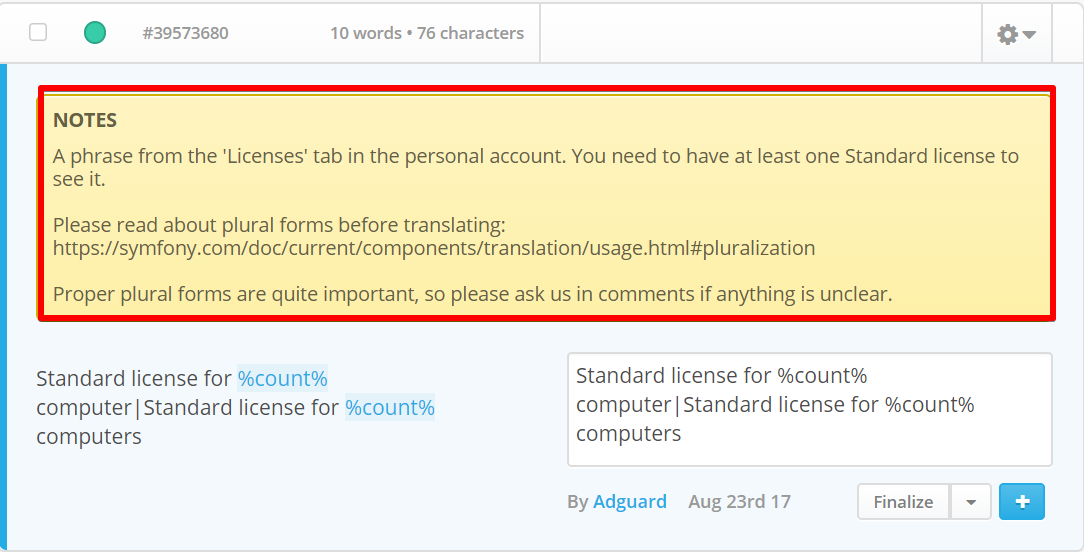 #39573680 10 words • 76 characters
NOTES
A phrase from the 'Licenses' tab in the personal account. You need to have at least one Standard license to
see it.
Please read about plural forms before translating:
https://symfony.com/doc/current/components/translation/usage.html#pluralization
Proper plural forms are quite important, so please ask us in comments if anything is unclear.
Standard license for %count%
computer|Standard license for %count%
computers
Standard license for %count%
computer|Standard license for %count%
computers
By Adguard Aug 23rd 17 Finalize +